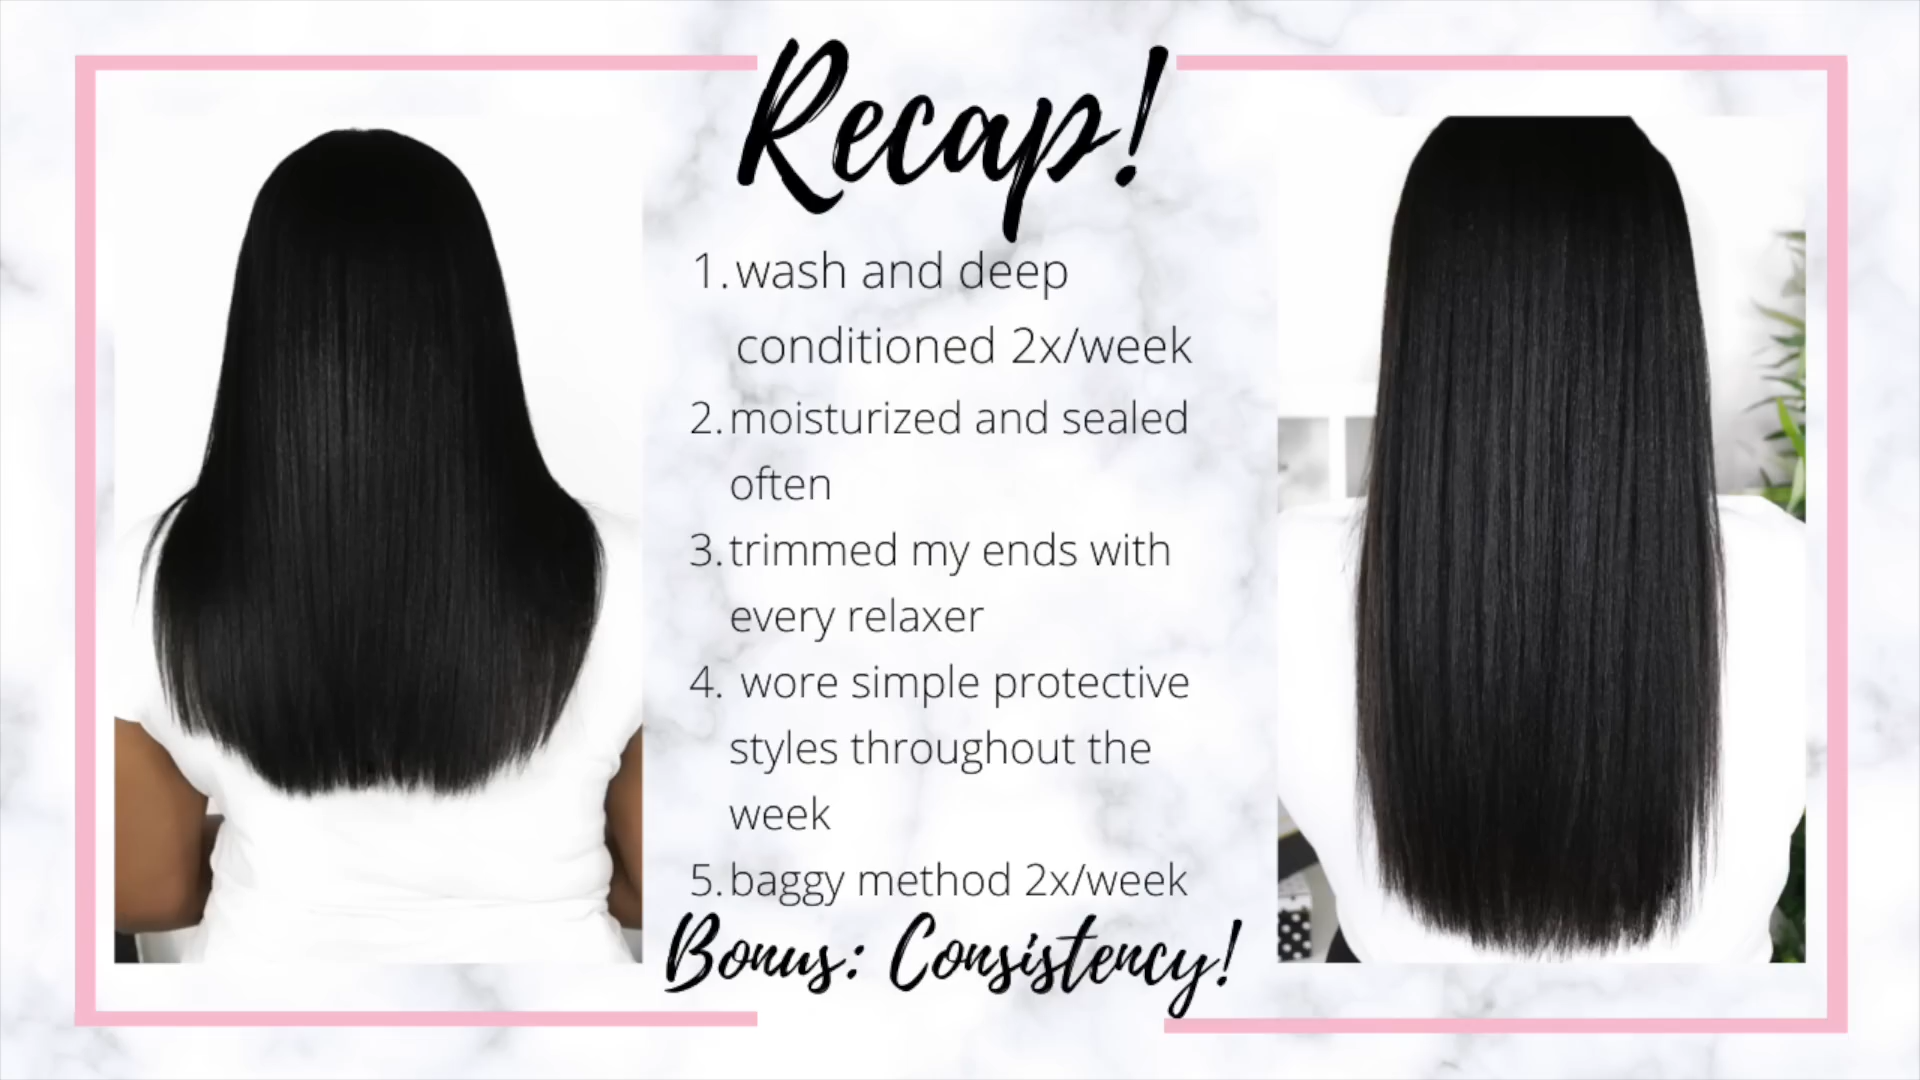 Recap!
1. wash and deep
conditioned 2x/week
2. moisturized and sealed
often
3. trimmed my ends with
every relaxer
4. wore simple protective
styles throughout the
week
5. baggy method 2x/week
Bonus: Consistency!